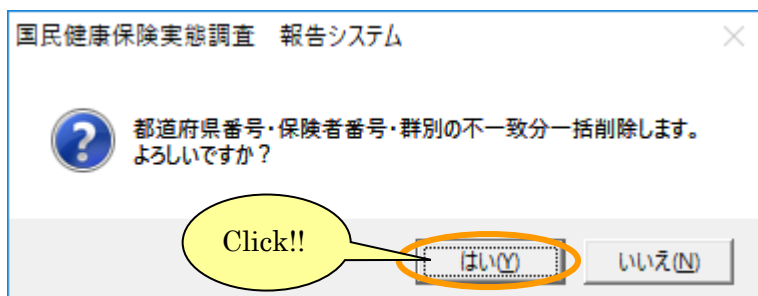 国民健康保険実態調査　報告システム
都道府県番号・保険者番号・群別の不一致分一括削除します。
よろしいですか？
Click!!
はい(Y)
いいえ(N)